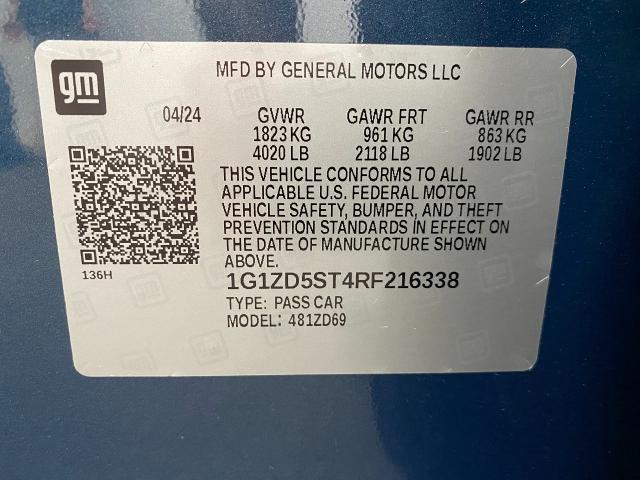 gm
MFD BY GENERAL MOTORS LLC
04/24 GVWR GAWR FRT GAWR RR
1823 KG 961 KG 863 KG
4020 LB 2118 LB 1902 LB
THIS VEHICLE CONFORMS TO ALL
APPLICABLE U.S. FEDERAL MOTOR
VEHICLE SAFETY, BUMPER, AND THEFT
PREVENTION STANDARDS IN EFFECT ON
THE DATE OF MANUFACTURE SHOWN
ABOVE.
136H
1G1ZD5ST4RF216338
TYPE: PASS CAR
MODEL: 481ZD69